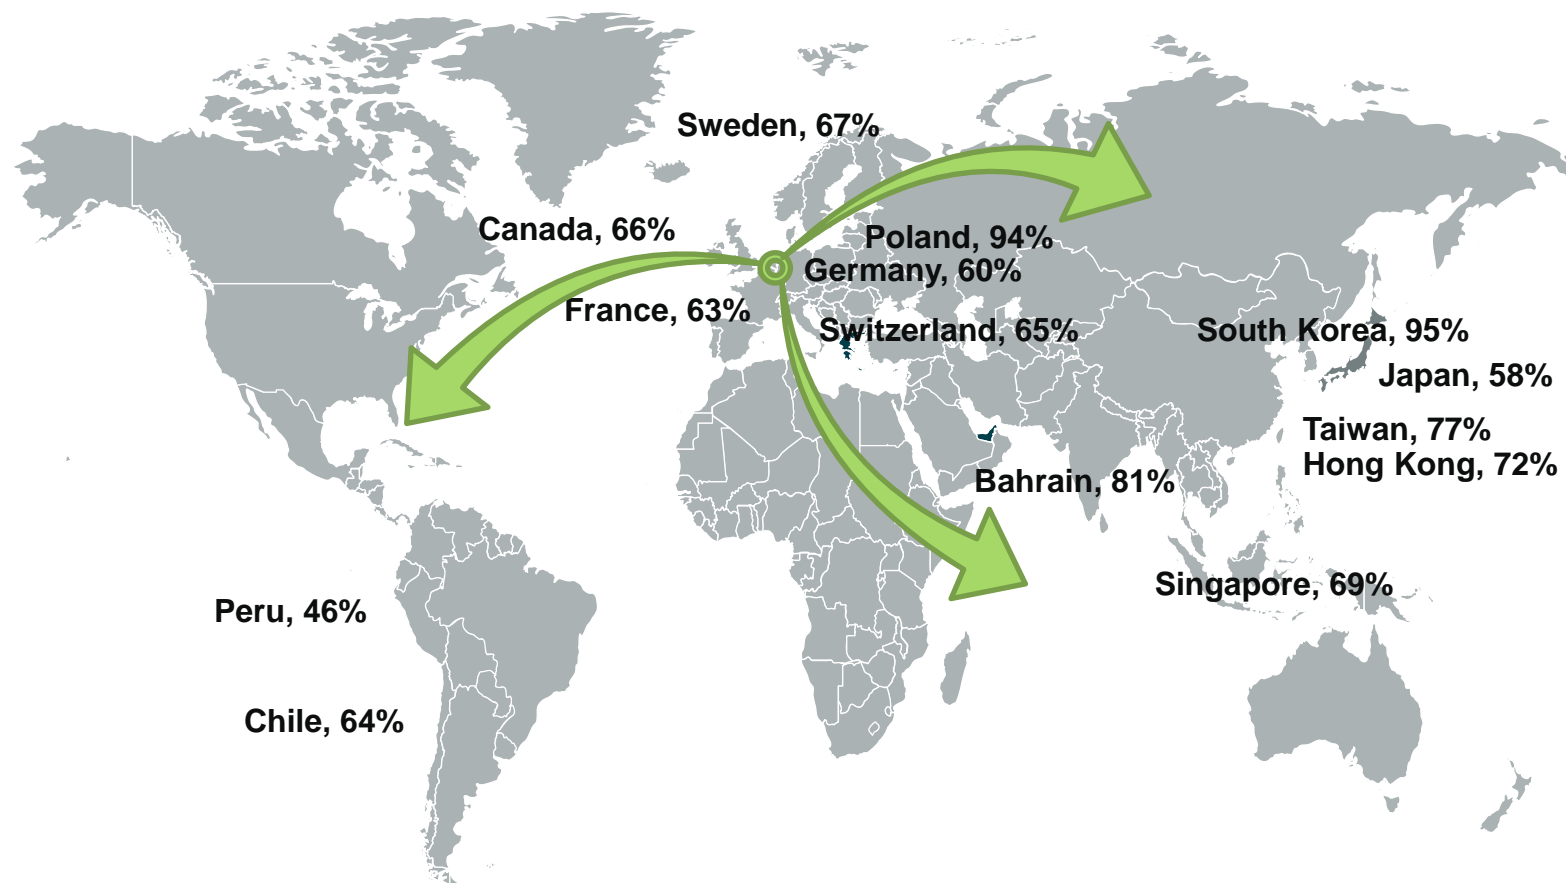 Sweden, 67%
Canada, 66%
Poland, 94%
Germany, 60%
France, 63%
Switzerland, 65%
South Korea, 95%
Japan, 58%
Taiwan, 77%
Hong Kong, 72%
Bahrain, 81%
Singapore, 69%
Peru, 46%
Chile, 64%